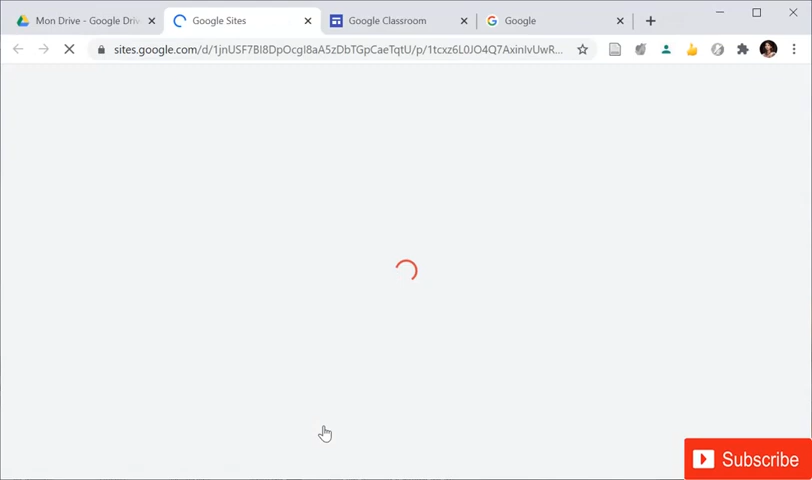 Mon Drive - Google Driv
Google Sites
Google Classroom
Google
sites.google.com/d/1jnUSF7BI8DpOcgI8aA5zDbTGpCaeTqtU/p/1tcxz6L0JO4Q7AxinIvUwR...
Subscribe